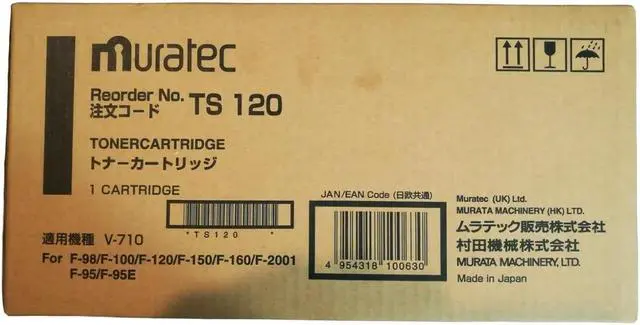 muratec
Reorder No. TS 120
注文コード
TONERCARTRIDGE
トナーカートリッジ
1 CARTRIDGE
*TS120*
適用機種 V-710
For F-98/F-100/F-120/F-150/F-160/F-2001
F-95/F-95E
JAN/EAN Code (日欧共通)
4 954318 100630
Muratec (UK) Ltd.
MURATA MACHINERY (HK) LTD.
ムラテック販売株式会社
村田機械株式会社
MURATA MACHINERY, LTD.
Made in Japan